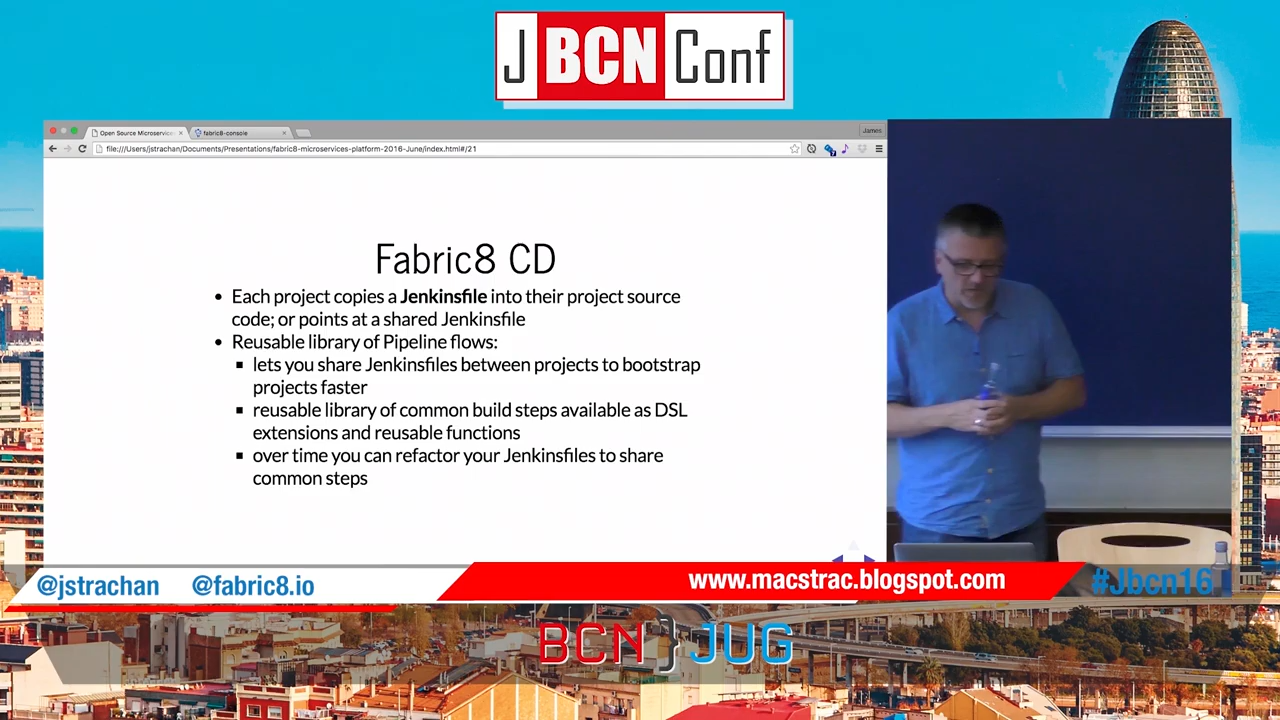 J BCN Conf
Open Source Microservices
fabric8-console
James
file:///Users/jstrachan/Documents/Presentations/fabric8-microservices-platform-2016-June/index.html#/21
Fabric8 CD
Each project copies a Jenkinsfile into their project source
code; or points at a shared Jenkinsfile
Reusable library of Pipeline flows:
lets you share Jenkinsfiles between projects to bootstrap
projects faster
reusable library of common build steps available as DSL
extensions and reusable functions
over time you can refactor your Jenkinsfiles to share
common steps
@jstrachan @fabric8.io
www.macstrac.blogspot.com
#Jbcn16
BCN } JUG